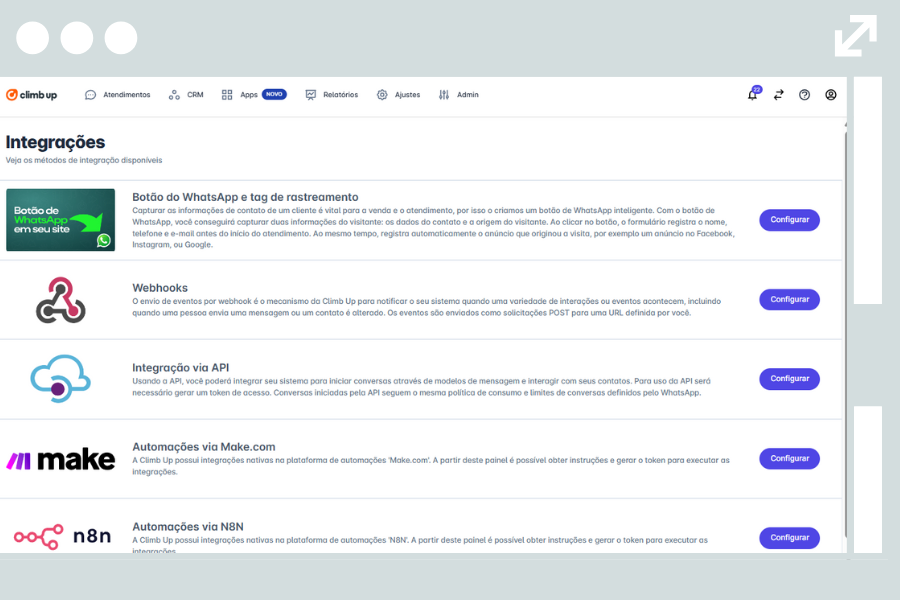 climb up
Atendimentos
CRM
Apps
NOVO
Relatórios
Ajustes
Admin
22
Integrações
Veja os métodos de integração disponíveis
Botão de
WhatsApp
em seu site
Botão do WhatsApp e tag de rastreamento
Capturar as informações de contato de um cliente é vital para a venda e o atendimento, por isso o criamos um botão de WhatsApp inteligente. Com o botão de
WhatsApp, você conseguirá capturar duas informações do visitante: os dados do contato e a origem do visitante. Ao clicar no botão, o formulário registra o nome,
telefone e e-mail antes do início do atendimento. Ao mesmo tempo, registra automaticamente o anúncio que originou a visita, por exemplo um anúncio no Facebook,
Instagram, ou Google.
Configurar
Webhooks
O envio de eventos por webhook é o mecanismo da Climb Up para notificar o seu sistema quando uma variedade de interações ou eventos acontecem, incluindo
quando uma pessoa envia uma mensagem ou um contato é alterado. Os eventos são enviados como solicitações POST para uma URL definida por você.
Configurar
Integração via API
Usando a API, você poderá integrar seu sistema para iniciar conversas através de modelos de mensagem e interagir com seus contatos. Para uso da API será
necessário gerar um token de acesso. Conversas iniciadas pela API seguem o mesma política de consumo e limites de conversas definidos pelo WhatsApp.
Configurar
make
Automações via Make.com
A Climb Up possui integrações nativas na plataforma de automações 'Make.com'. A partir deste painel é possível obter instruções e gerar o token para executar as
integrações.
Configurar
n8n
Automações via N8N
A Climb Up possui integrações nativas na plataforma de automações 'N8N'. A partir deste painel é possível obter instruções e gerar o token para executar as
integrações.
Configurar